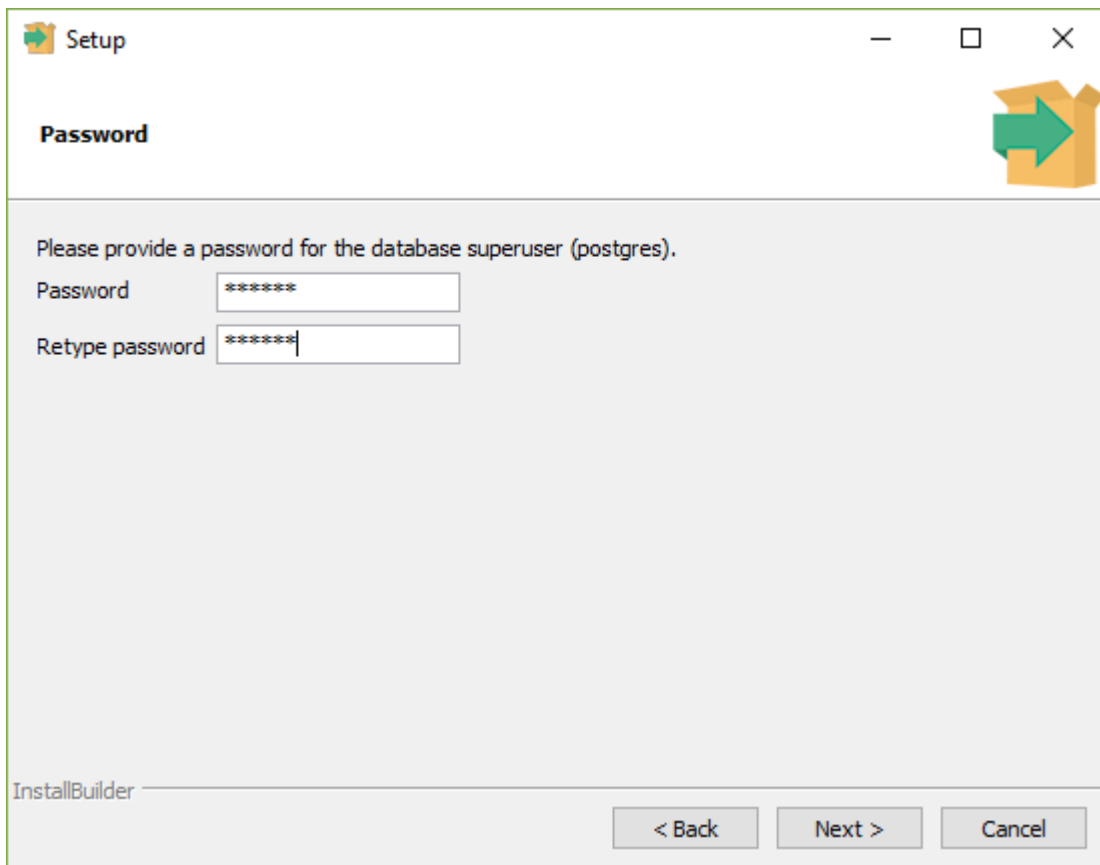 Setup
Password
Please provide a password for the database superuser (postgres).
Password ******
Retype password ******
InstallBuilder
< Back Next > Cancel